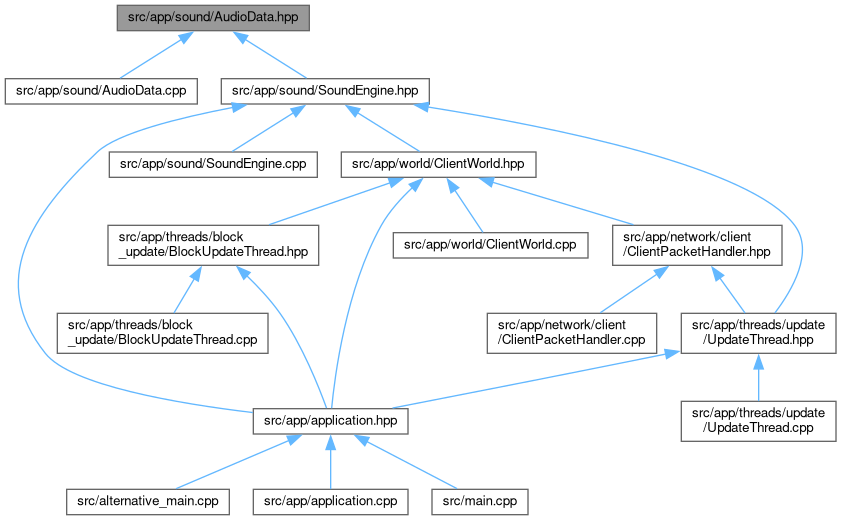 src/app/sound/AudioData.hpp
src/app/sound/AudioData.cpp
src/app/sound/SoundEngine.hpp
src/app/sound/SoundEngine.cpp
src/app/world/ClientWorld.hpp
src/app/threads/block
_update/BlockUpdateThread.hpp
src/app/world/ClientWorld.cpp
src/app/network/client
/ClientPacketHandler.hpp
src/app/threads/block
_update/BlockUpdateThread.cpp
src/app/network/client
/ClientPacketHandler.cpp
src/app/threads/update
/UpdateThread.hpp
src/app/application.hpp
src/app/threads/update
/UpdateThread.cpp
src/alternative_main.cpp
src/app/application.cpp
src/main.cpp